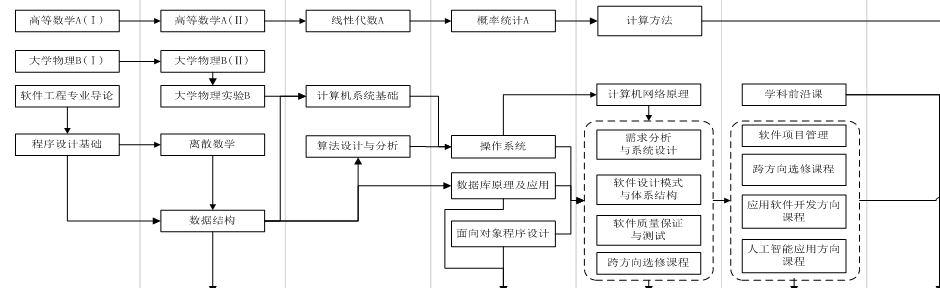 高等数学A(Ⅰ)
高等数学A(Ⅱ)
线性代数A
概率统计A
计算方法
大学物理B(Ⅰ)
大学物理B(Ⅱ)
软件工程专业导论
大学物理实验B
计算机系统基础
计算机网络原理
学科前沿课
程序设计基础
离散数学
算法设计与分析
操作系统
需求分析
与系统设计
软件项目管理
跨方向选修课程
数据库原理及应用
软件设计模式
与体系结构
数据结构
面向对象程序设计
软件质量保证
与测试
应用软件开发方向
课程
跨方向选修课程
人工智能应用方向
课程